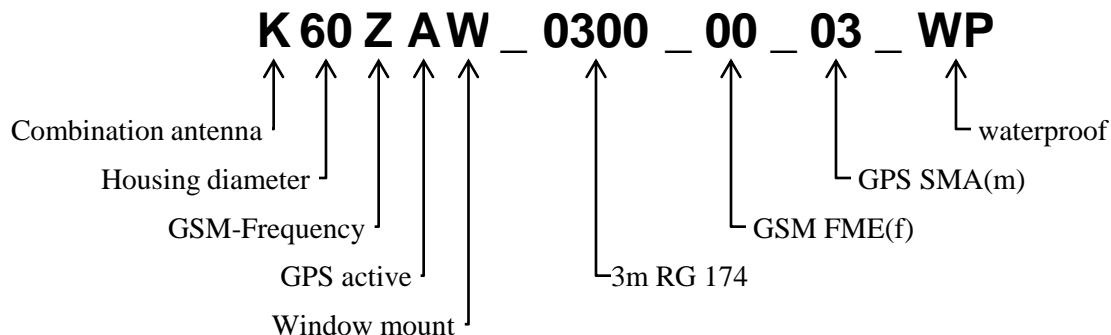 K 60 Z A W _ 0300 _ 00 _ 03 _ WP
Combination antenna
waterproof
Housing diameter
GPS SMA(m)
GSM-Frequency
GSM FME(f)
GPS active
3m RG 174
Window mount